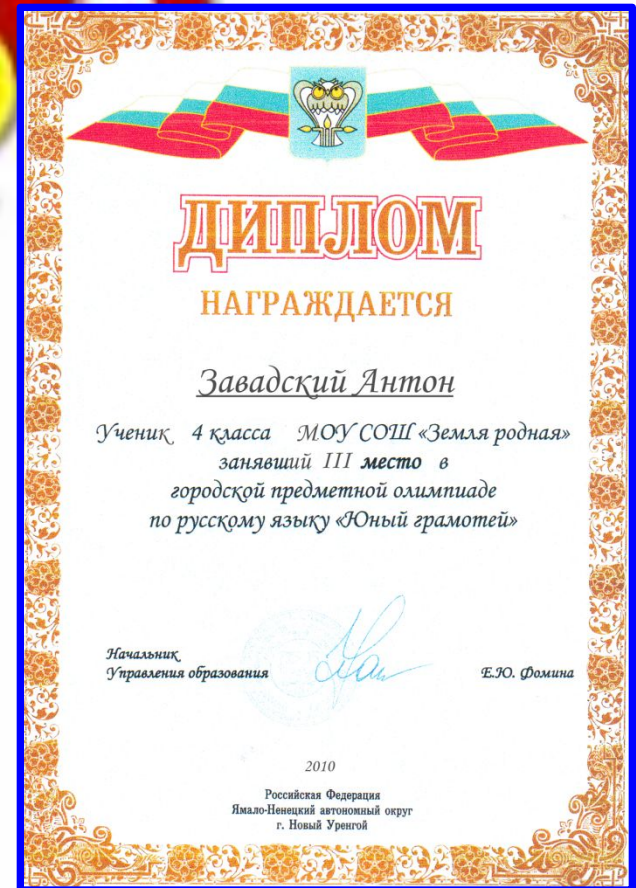 ДИПЛОМ
НАГРАЖДАЕТСЯ
Завадский Антон
Ученик 4 класса МОУ СОШ «Земля родная»
занявший III место в
городской предметной олимпиаде
по русскому языку «Юный грамотей»
Начальник
Управления образования Е.Ю. Фомина
2010
Российская Федерация
Ямало-Ненецкий автономный округ
г. Новый Уренгой